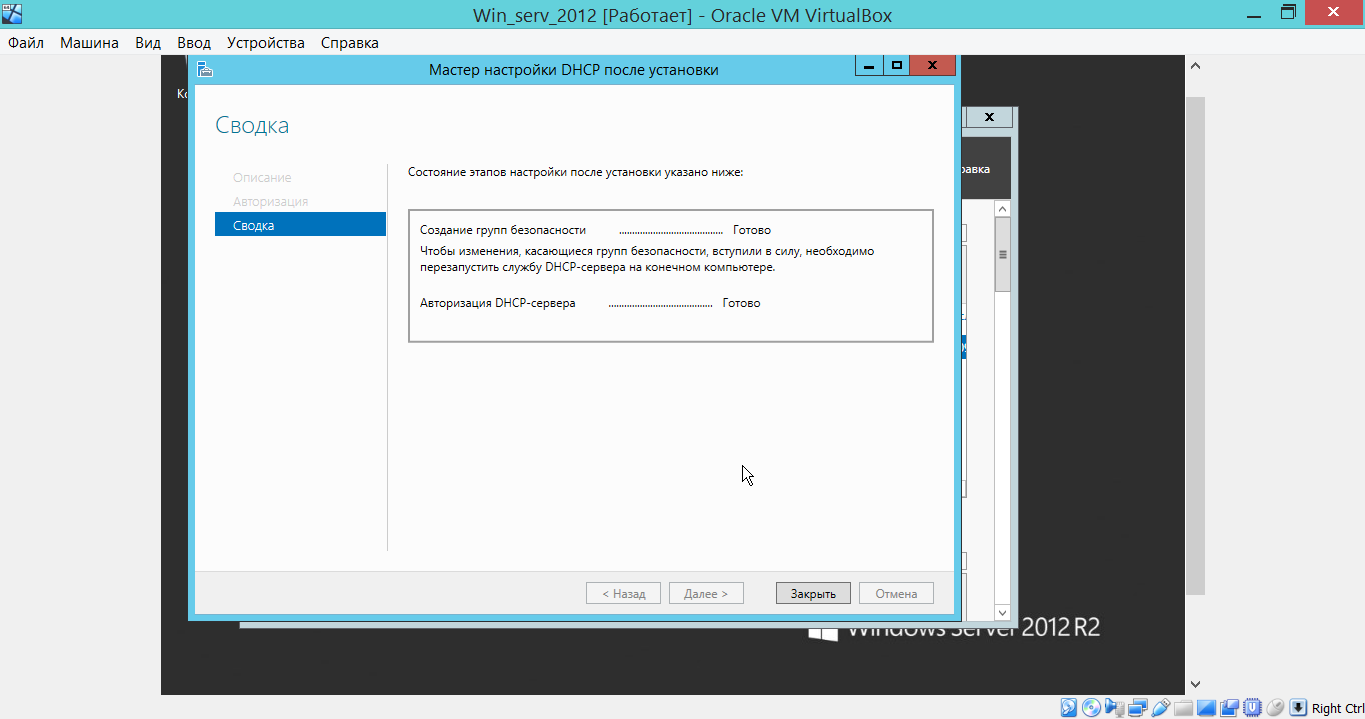 Win_serv_2012 [Работает] - Oracle VM VirtualBox
Файл Машина Вид Ввод Устройства Справка
Мастер настройки DHCP после установки
Сводка
Описание
Авторизация
Сводка
Состояние этапов настройки после установки указано ниже:
Создание групп безопасности ........................................ Готово
Чтобы изменения, касающиеся групп безопасности, вступили в силу, необходимо
перезапустить службу DHCP-сервера на конечном компьютере.
Авторизация DHCP-сервера ........................................ Готово
< Назад Далее > Закрыть Отмена
Windows Server 2012 R2
Right Ctrl